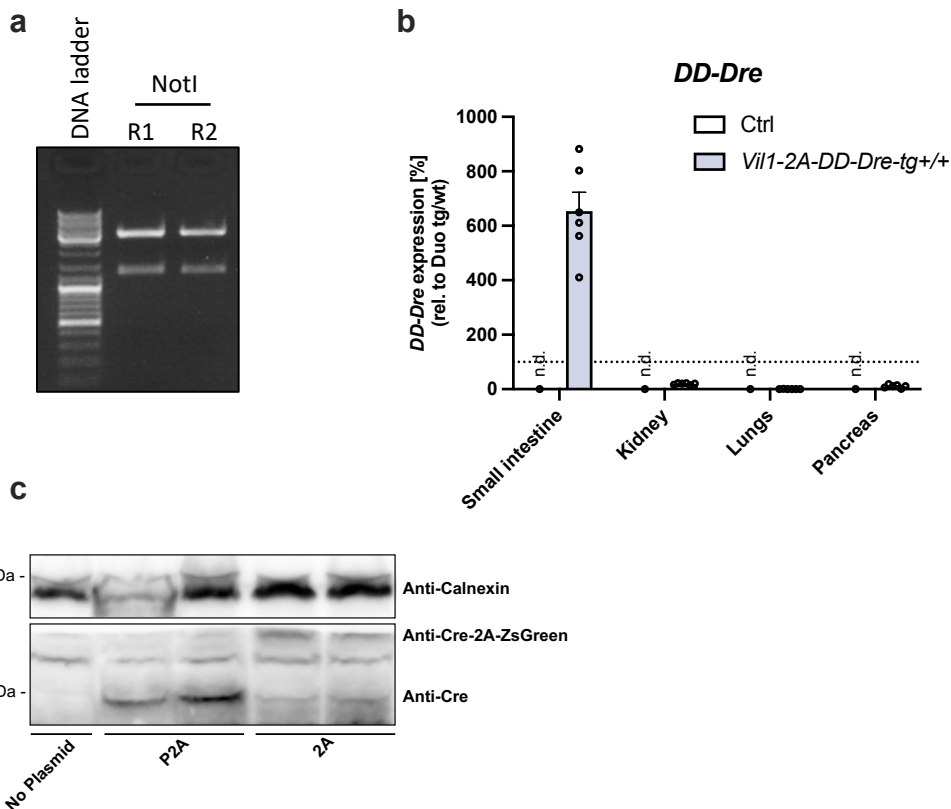 a
DNA ladder
NotI
R1 R2
b
DD-Dre
Ctrl
Vil1-2A-DD-Dre-tg+/+
DD-Dre expression [%]
(rel. to Duo tg/wt)
1000
800
600
400
200
0
n.d. n.d. n.d. n.d.
Small intestine
Kidney
Lungs
Pancreas
c
Da -
Anti-Calnexin
Anti-Cre-2A-ZsGreen
Da -
Anti-Cre
No Plasmid
P2A
2A